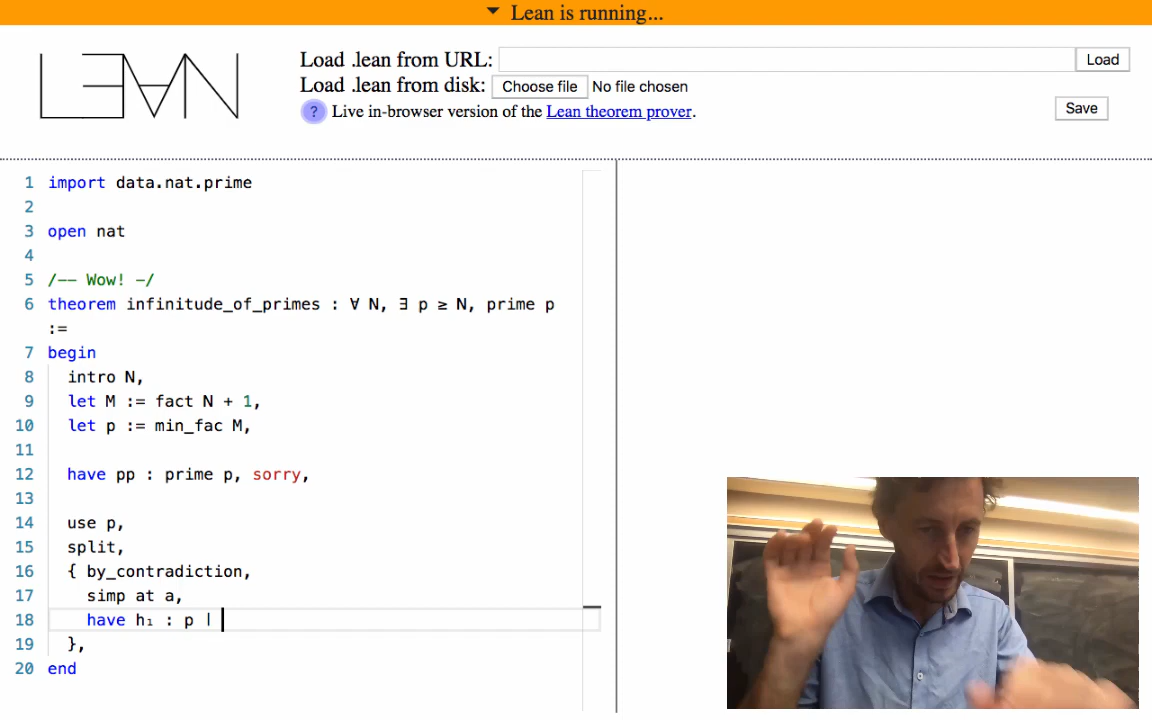 ▼ Lean is running...
LEAN
Load .lean from URL: Load
Load .lean from disk: Choose file No file chosen
? Live in-browser version of the Lean theorem prover.
Save
1 import data.nat.prime
2
3 open nat
4
5 /-- Wow! -/
6 theorem infinitude_of_primes : ∀ N, ∃ p ≥ N, prime p
:=
7 begin
8 intro N,
9 let M := fact N + 1,
10 let p := min_fac M,
11
12 have pp : prime p, sorry,
13
14 use p,
15 split,
16 { by_contradiction,
17 simp at a,
18 have h₁ : p ∣
19 },
20 end